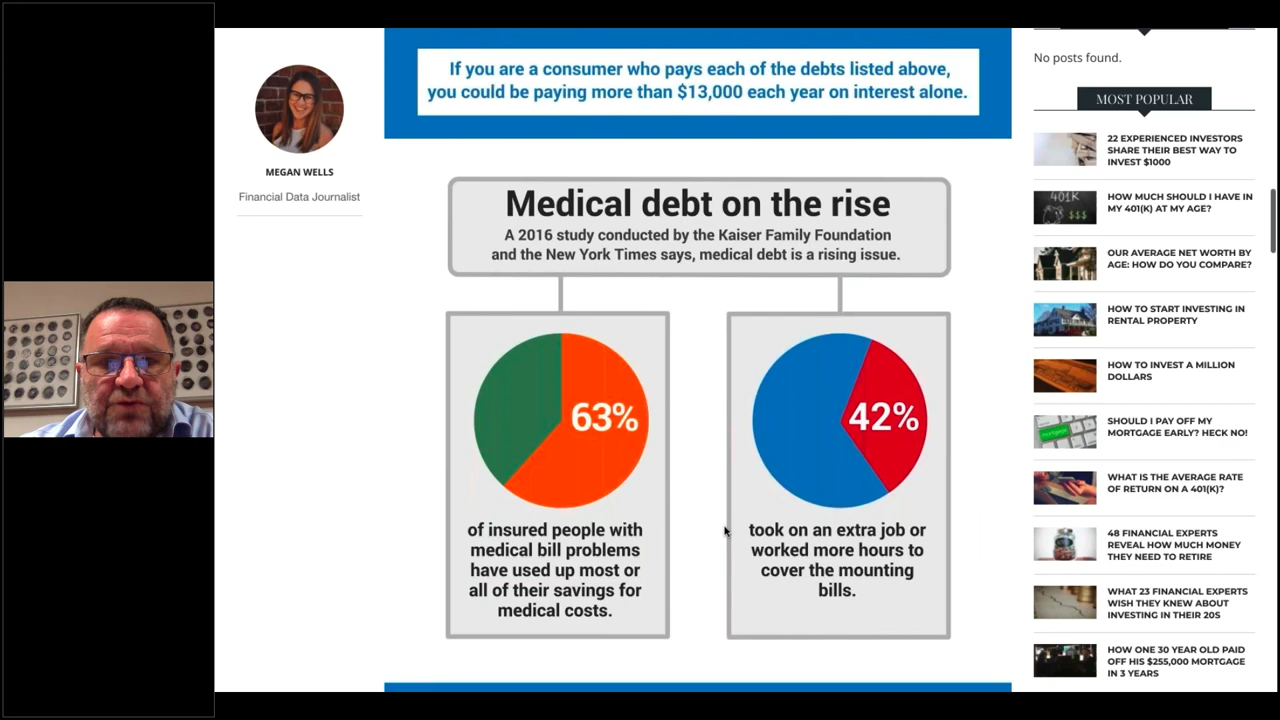 MEGAN WELLS
Financial Data Journalist
If you are a consumer who pays each of the debts listed above,
you could be paying more than $13,000 each year on interest alone.
Medical debt on the rise
A 2016 study conducted by the Kaiser Family Foundation
and the New York Times says, medical debt is a rising issue.
63%
of insured people with
medical bill problems
have used up most or
all of their savings for
medical costs.
42%
took on an extra job or
worked more hours to
cover the mounting
bills.
No posts found.
MOST POPULAR
22 EXPERIENCED INVESTORS
SHARE THEIR BEST WAY TO
INVEST $1000
401K
$$$
HOW MUCH SHOULD I HAVE IN
MY 401(K) AT MY AGE?
OUR AVERAGE NET WORTH BY
AGE: HOW DO YOU COMPARE?
HOW TO START INVESTING IN
RENTAL PROPERTY
HOW TO INVEST A MILLION
DOLLARS
SHOULD I PAY OFF MY
MORTGAGE EARLY? HECK NO!
WHAT IS THE AVERAGE RATE
OF RETURN ON A 401(K)?
48 FINANCIAL EXPERTS
REVEAL HOW MUCH MONEY
THEY NEED TO RETIRE
WHAT 23 FINANCIAL EXPERTS
WISH THEY KNEW ABOUT
INVESTING IN THEIR 20S
HOW ONE 30 YEAR OLD PAID
OFF HIS $255,000 MORTGAGE
IN 3 YEARS